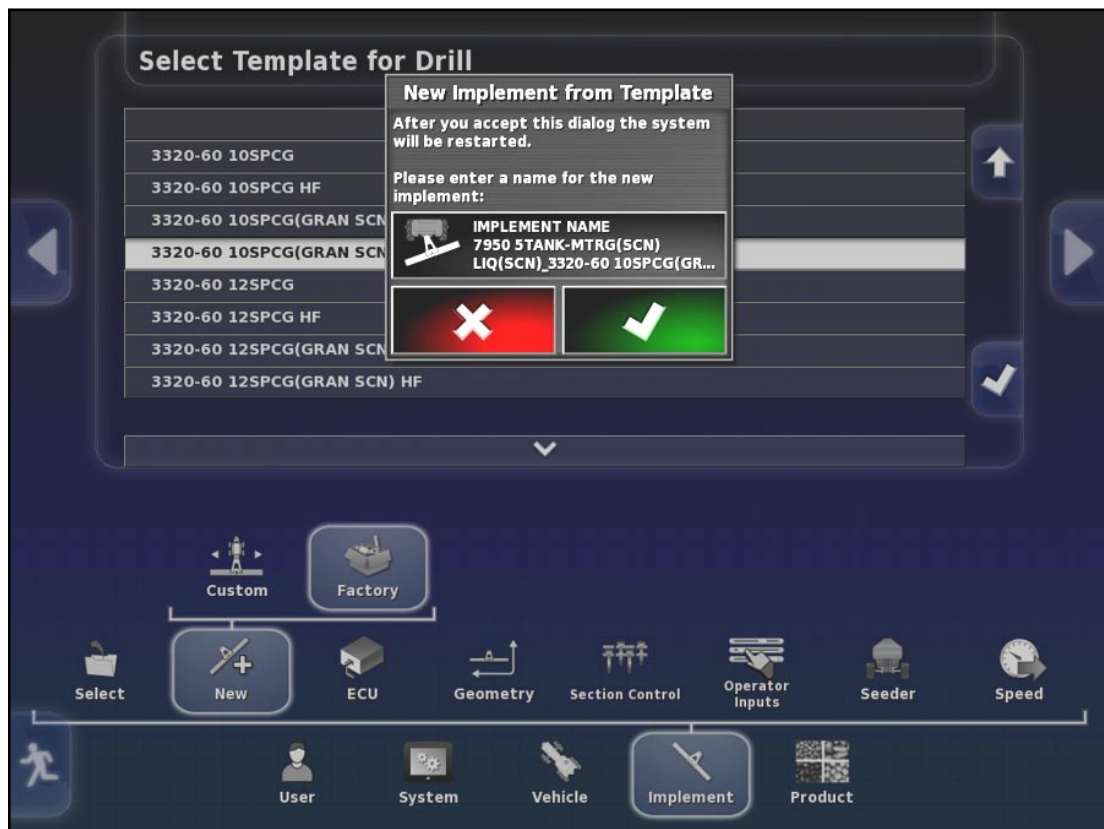 Select Template for Drill
New Implement from Template
After you accept this dialog the system
will be restarted.
Please enter a name for the new
implement:
IMPLEMENT NAME
7950 5TANK-MTRG(SCN)
LIQ(SCN)_3320-60 10SPCG(GR...
3320-60 10SPCG
3320-60 10SPCG HF
3320-60 10SPCG(GRAN SCN
3320-60 10SPCG(GRAN SCN
3320-60 12SPCG
3320-60 12SPCG HF
3320-60 12SPCG(GRAN SCN
3320-60 12SPCG(GRAN SCN) HF
Custom
Factory
Select
New
ECU
Geometry
Section Control
Operator
Inputs
Seeder
Speed
User
System
Vehicle
Implement
Product